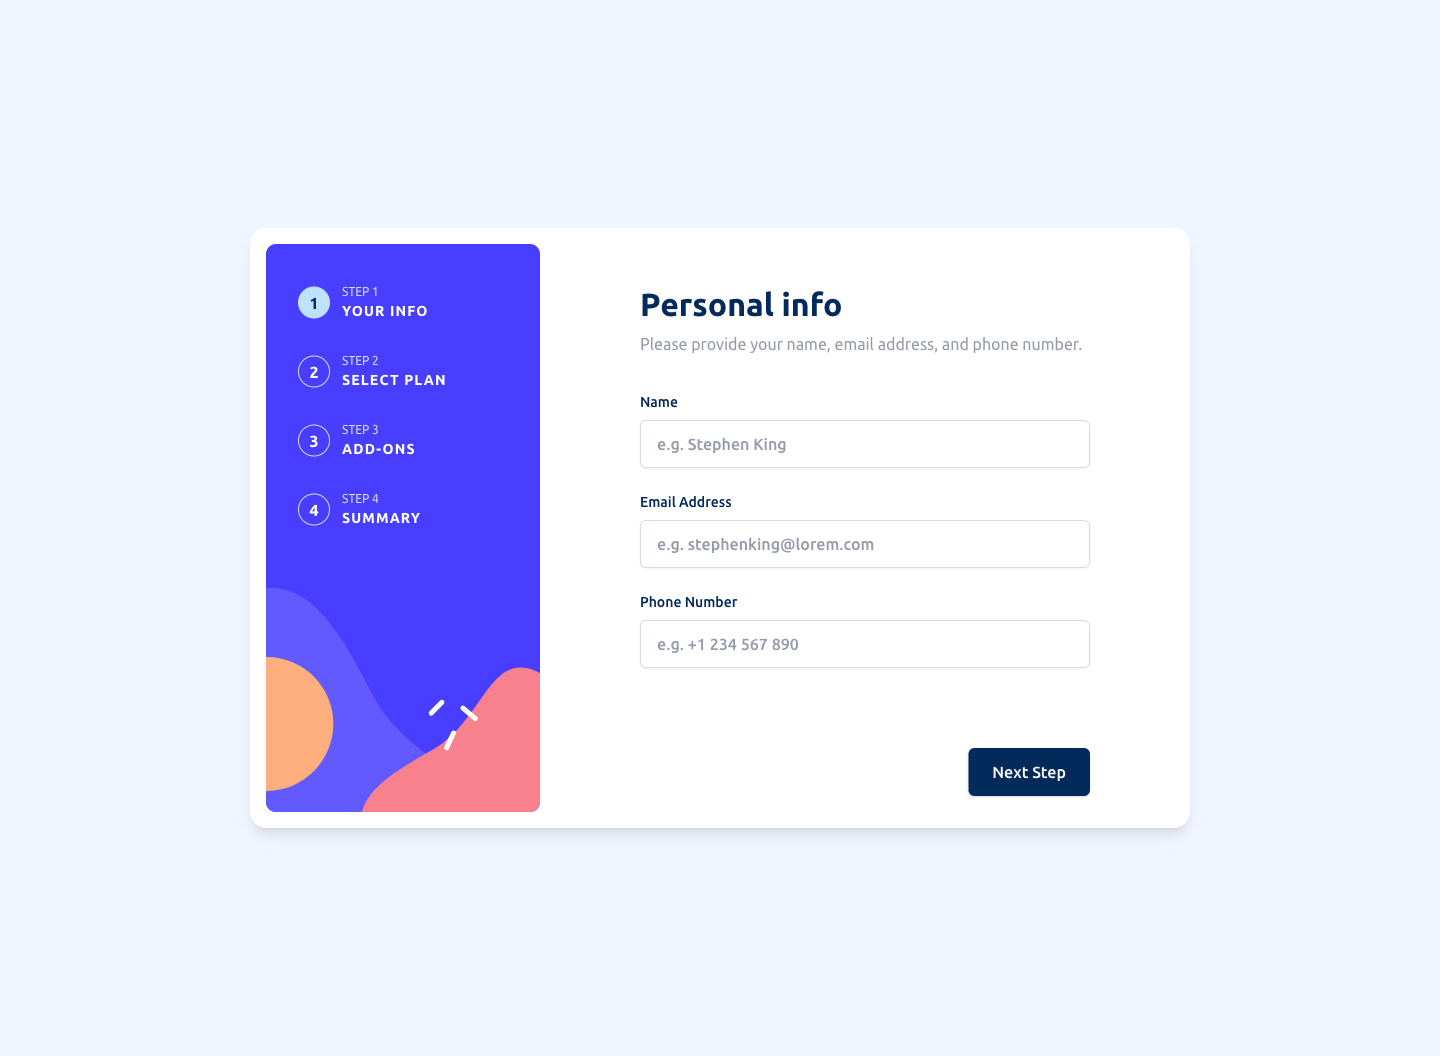 1
STEP 1
YOUR INFO
2
STEP 2
SELECT PLAN
3
STEP 3
ADD-ONS
4
STEP 4
SUMMARY
Personal info
Please provide your name, email address, and phone number.
Name
e.g. Stephen King
Email Address
e.g. stephenking@lorem.com
Phone Number
e.g. +1 234 567 890
Next Step